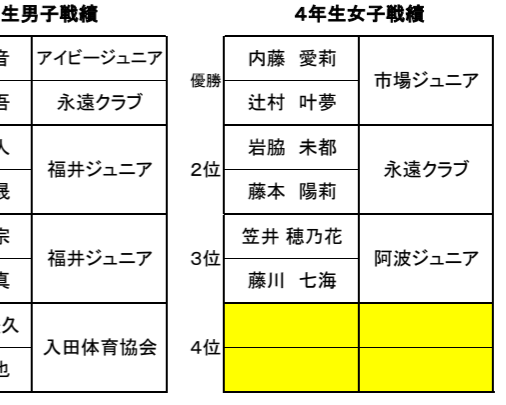 生男子戦績
音 アイビージュニア
吾 永遠クラブ
人
晟
福井ジュニア
宗
真
福井ジュニア
久
也
入田体育協会
4年生女子戦績
優勝
内藤 愛莉
辻村 叶夢
市場ジュニア
2位
岩脇 未都
藤本 陽莉
永遠クラブ
3位
笠井 穂乃花
藤川 七海
阿波ジュニア
4位